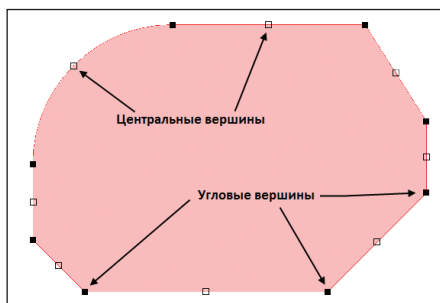 Центральные вершины
Угловые вершины